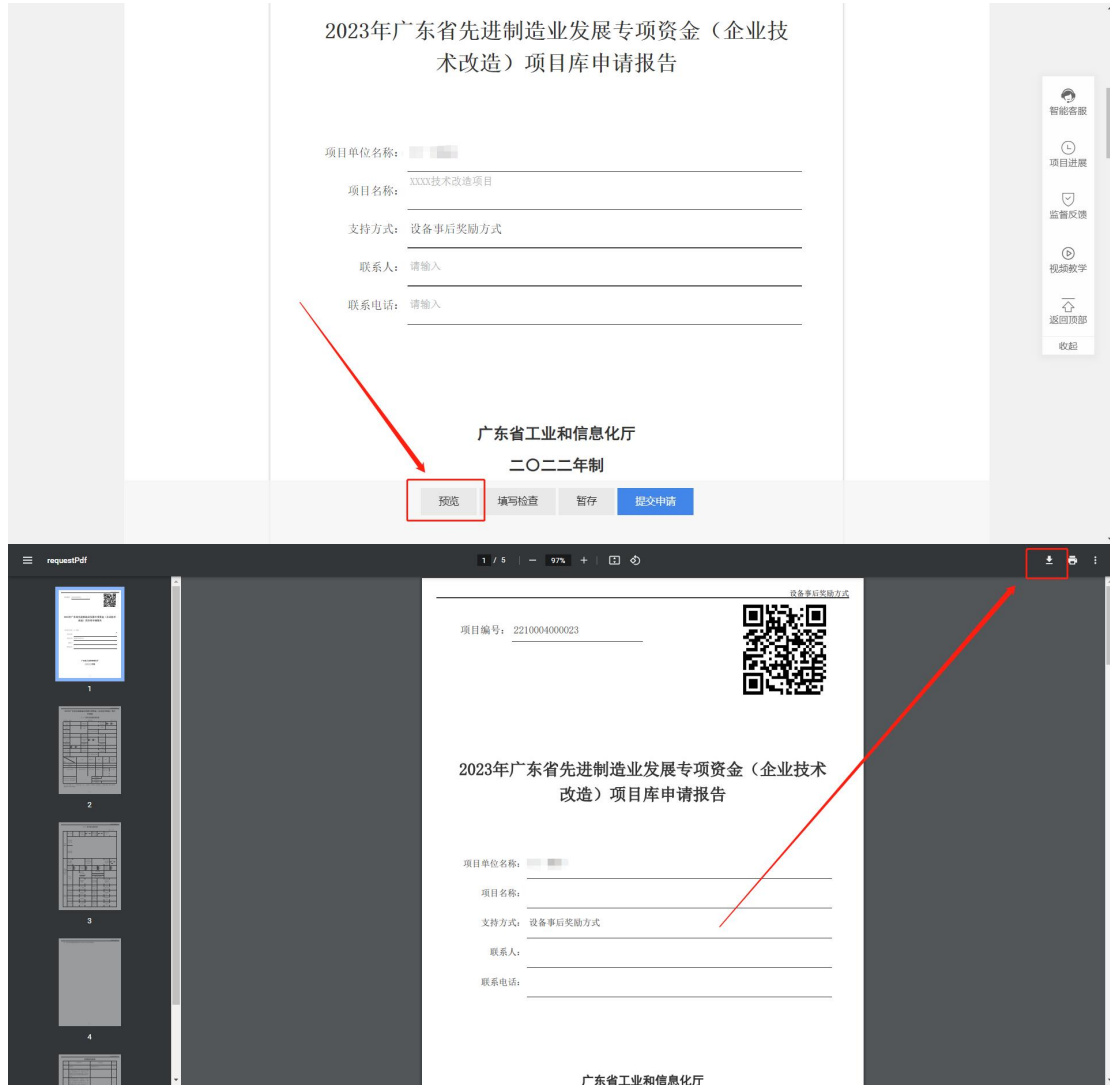 2023年广东省先进制造业发展专项资金（企业技
术改造）项目库申请报告
智能客服
项目进展
监督反馈
视频教学
返回顶部
收起
项目单位名称：
项目名称：
XXXX技术改造项目
支持方式：
设备事后奖励方式
联系人：
请输入
联系电话：
请输入
广东省工业和信息化厅
二〇二二年制
预览 填写检查 暂存 提交申请
requestPdf
1 / 5
97%
1
2
3
4
设备事后奖励方式
项目编号： 2210004000023
2023年广东省先进制造业发展专项资金（企业技术
改造）项目库申请报告
项目单位名称：
项目名称：
支持方式： 设备事后奖励方式
联系人：
联系电话：
广东省工业和信息化厅